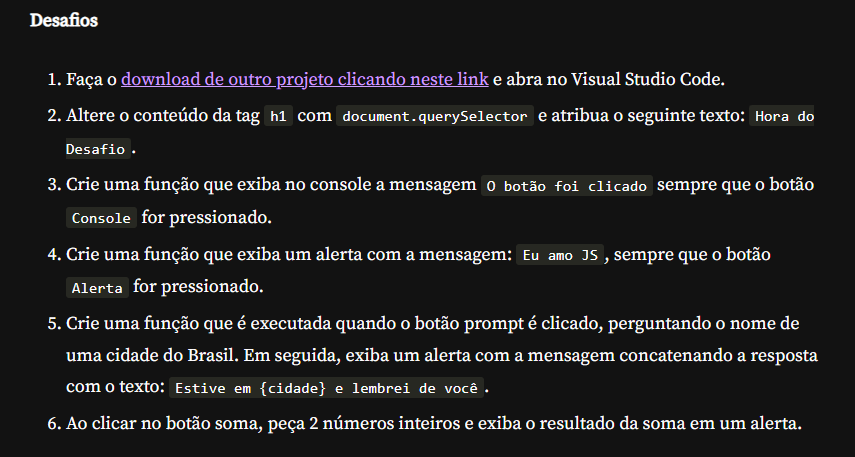 Desafios
1. Faça o download de outro projeto clicando neste link e abra no Visual Studio Code.
2. Altere o conteúdo da tag h1 com document.querySelector e atribua o seguinte texto: Hora do
Desafio.
3. Crie uma função que exiba no console a mensagem O botão foi clicado sempre que o botão
Console for pressionado.
4. Crie uma função que exiba um alerta com a mensagem: Eu amo JS, sempre que o botão
Alerta for pressionado.
5. Crie uma função que é executada quando o botão prompt é clicado, perguntando o nome de
uma cidade do Brasil. Em seguida, exiba um alerta com a mensagem concatenando a resposta
com o texto: Estive em {cidade} e lembrei de você.
6. Ao clicar no botão soma, peça 2 números inteiros e exiba o resultado da soma em um alerta.